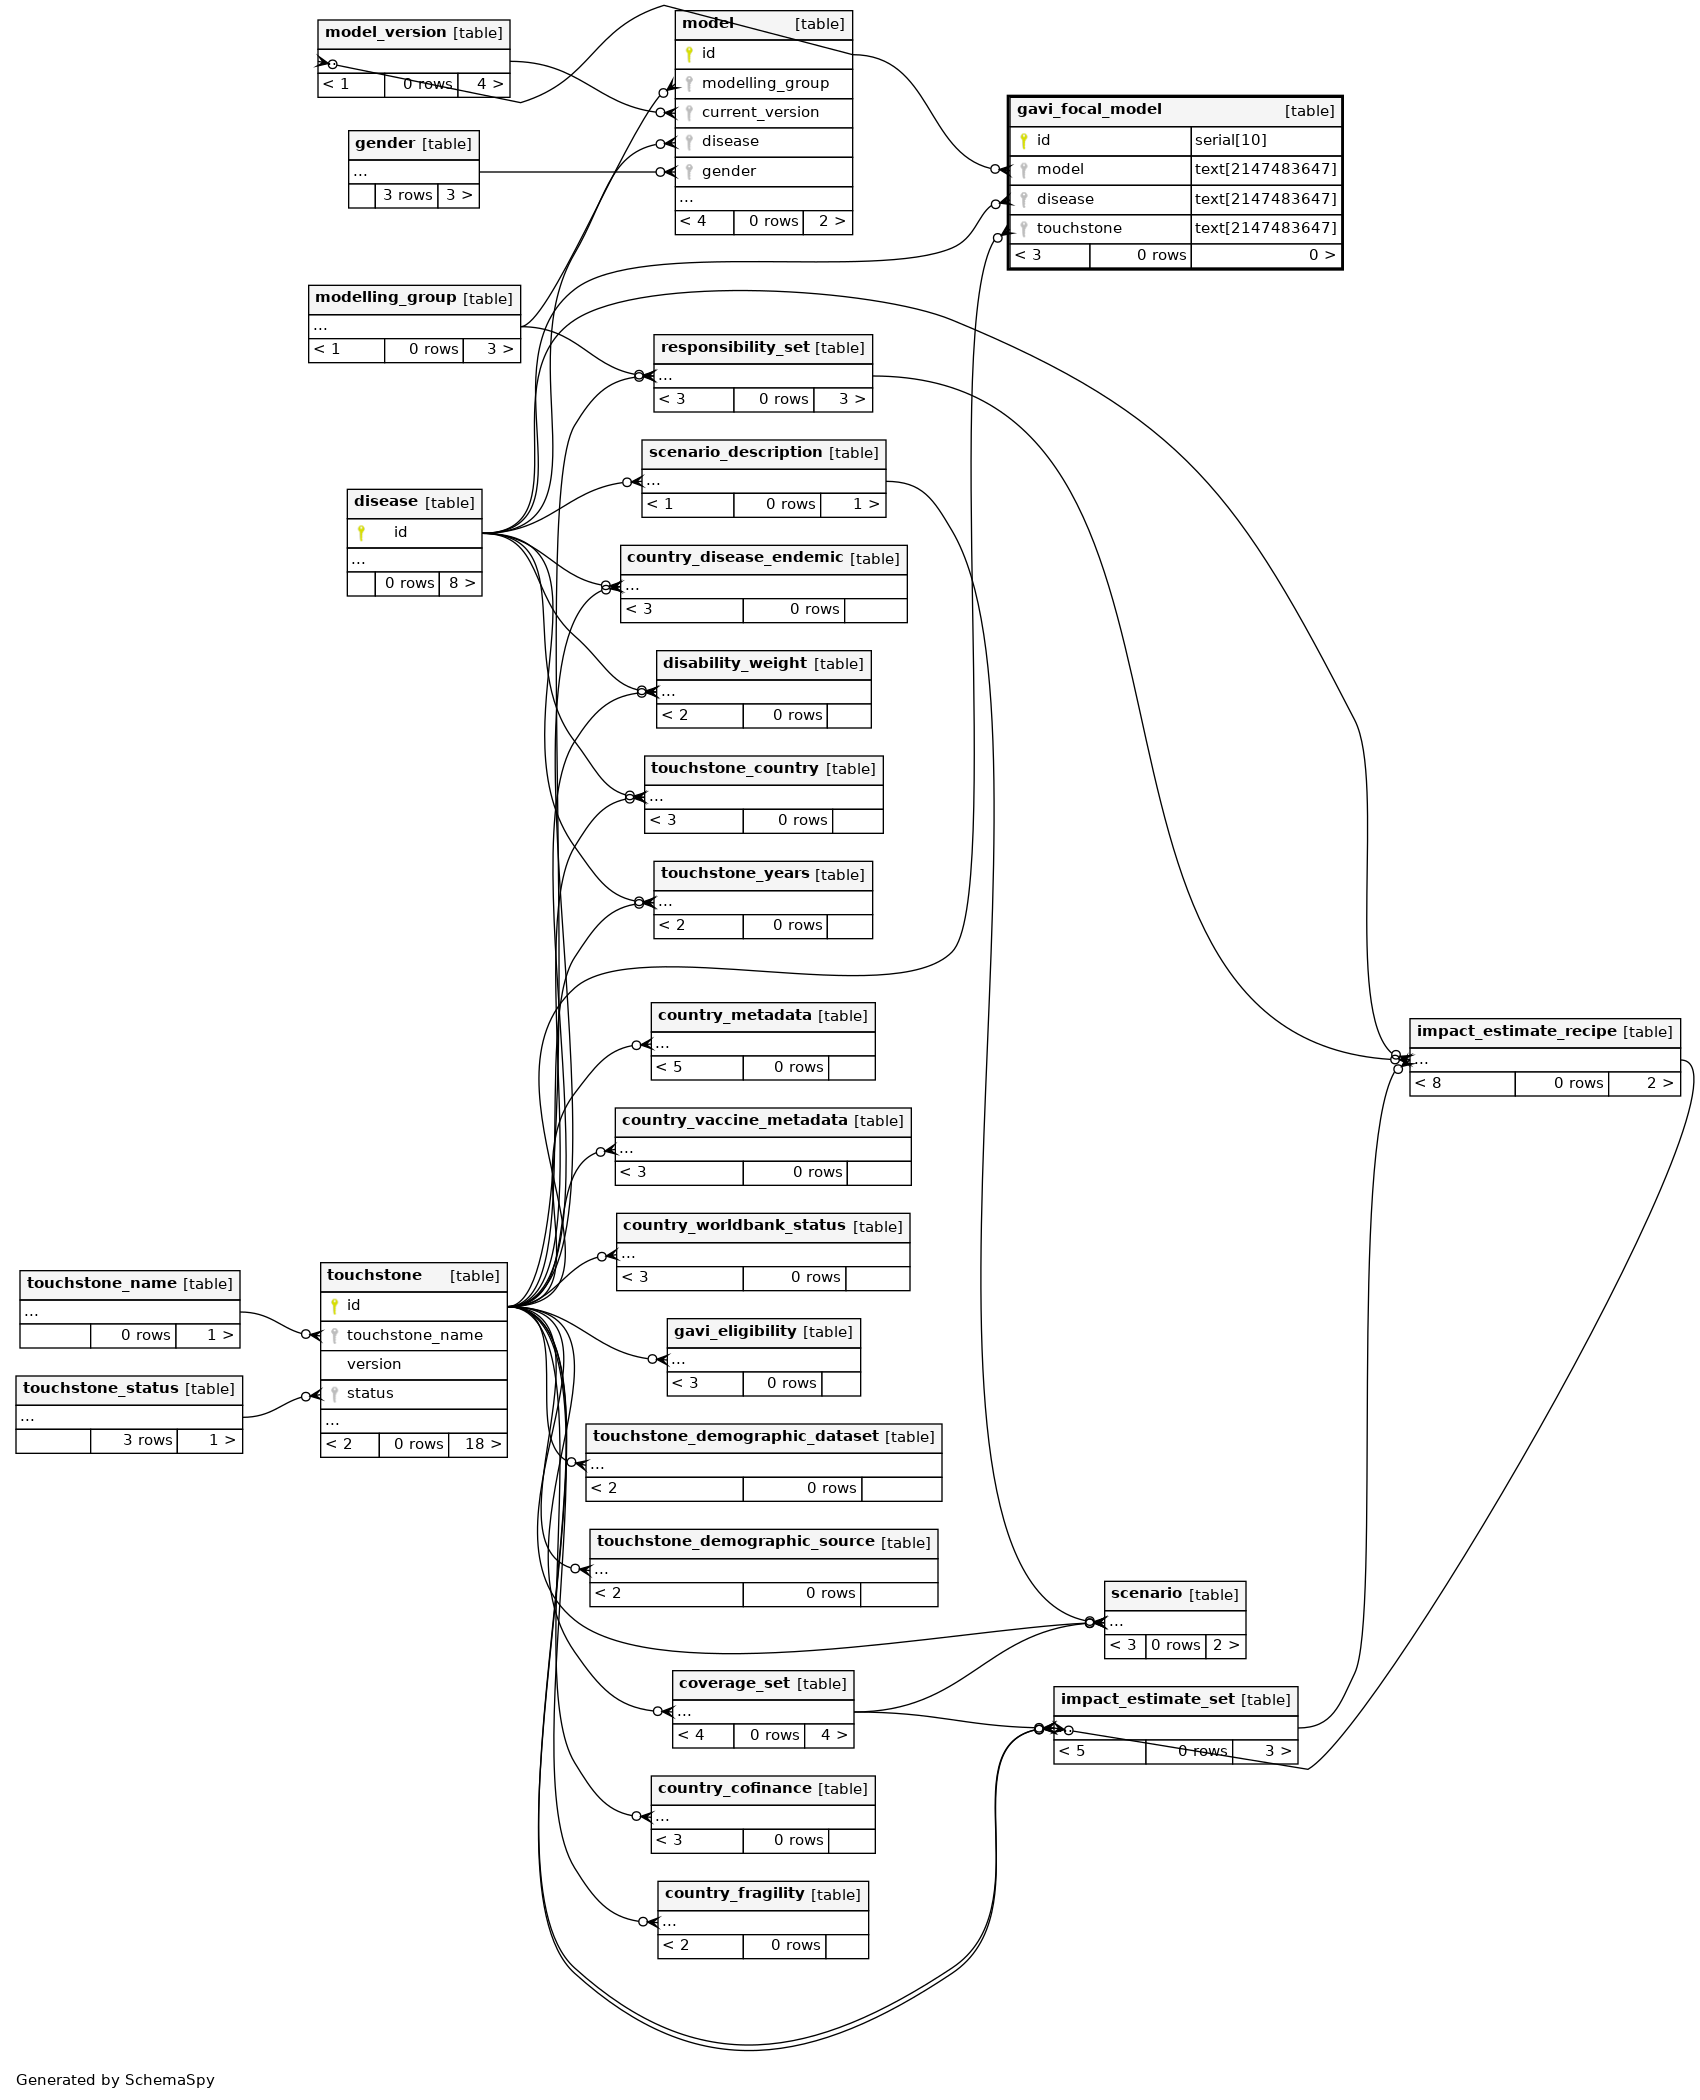 model_version [table]
< 1 0 rows 4 >
gender [table]
...
3 rows 3 >
model [table]
id
modelling_group
current_version
disease
gender
...
< 4 0 rows 2 >
gavi_focal_model [table]
id serial[10]
model text[2147483647]
disease text[2147483647]
touchstone text[2147483647]
< 3 0 rows 0 >
modelling_group [table]
...
< 1 0 rows 3 >
responsibility_set [table]
...
< 3 0 rows 3 >
scenario_description [table]
...
< 1 0 rows 1 >
disease [table]
id
...
0 rows 8 >
country_disease_endemic [table]
...
< 3 0 rows
disability_weight [table]
...
< 2 0 rows
touchstone_country [table]
...
< 3 0 rows
touchstone_years [table]
...
< 2 0 rows
country_metadata [table]
...
< 5 0 rows
impact_estimate_recipe [table]
...
< 8 0 rows 2 >
country_vaccine_metadata [table]
...
< 3 0 rows
country_worldbank_status [table]
...
< 3 0 rows
touchstone_name [table]
...
0 rows 1 >
touchstone_status [table]
...
3 rows 1 >
touchstone [table]
id
touchstone_name
version
status
...
< 2 0 rows 18 >
gavi_eligibility [table]
...
< 3 0 rows
touchstone_demographic_dataset [table]
...
< 2 0 rows
touchstone_demographic_source [table]
...
< 2 0 rows
scenario [table]
...
< 3 0 rows 2 >
coverage_set [table]
...
< 4 0 rows 4 >
impact_estimate_set [table]
< 5 0 rows 3 >
country_cofinance [table]
...
< 3 0 rows
country_fragility [table]
...
< 2 0 rows
Generated by SchemaSpy